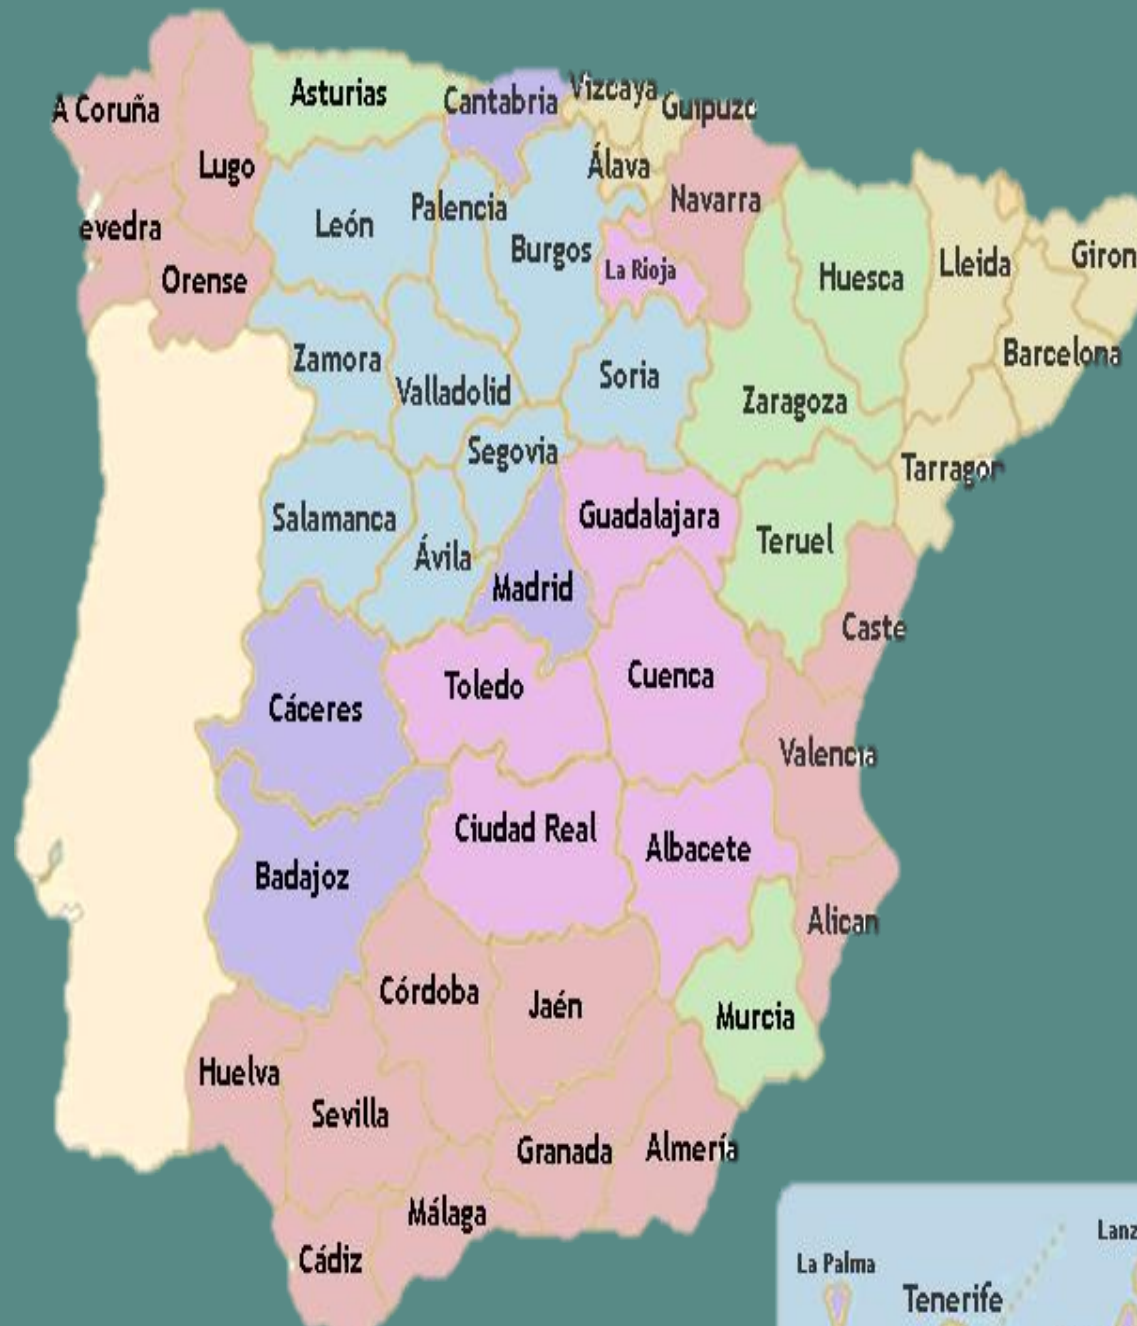 Asturias
Cantabria
Vizcaya
Guipuzc
A Coruña
Lugo
Álava
Navarra
León
Palencia
evedra
Burgos
La Rioja
Orense
Huesca
Lleida
Giron
Zamora
Valladolid
Soria
Barcelona
Zaragoza
Segovia
Tarragon
Salamanca
Guadalajara
Ávila
Teruel
Madrid
Caste
Toledo
Cuenca
Cáceres
Valencia
Ciudad Real
Albacete
Badajoz
Alican
Córdoba
Jaén
Murcia
Huelva
Sevilla
Granada
Almería
Málaga
Cádiz
Lanz
La Palma
Tenerife